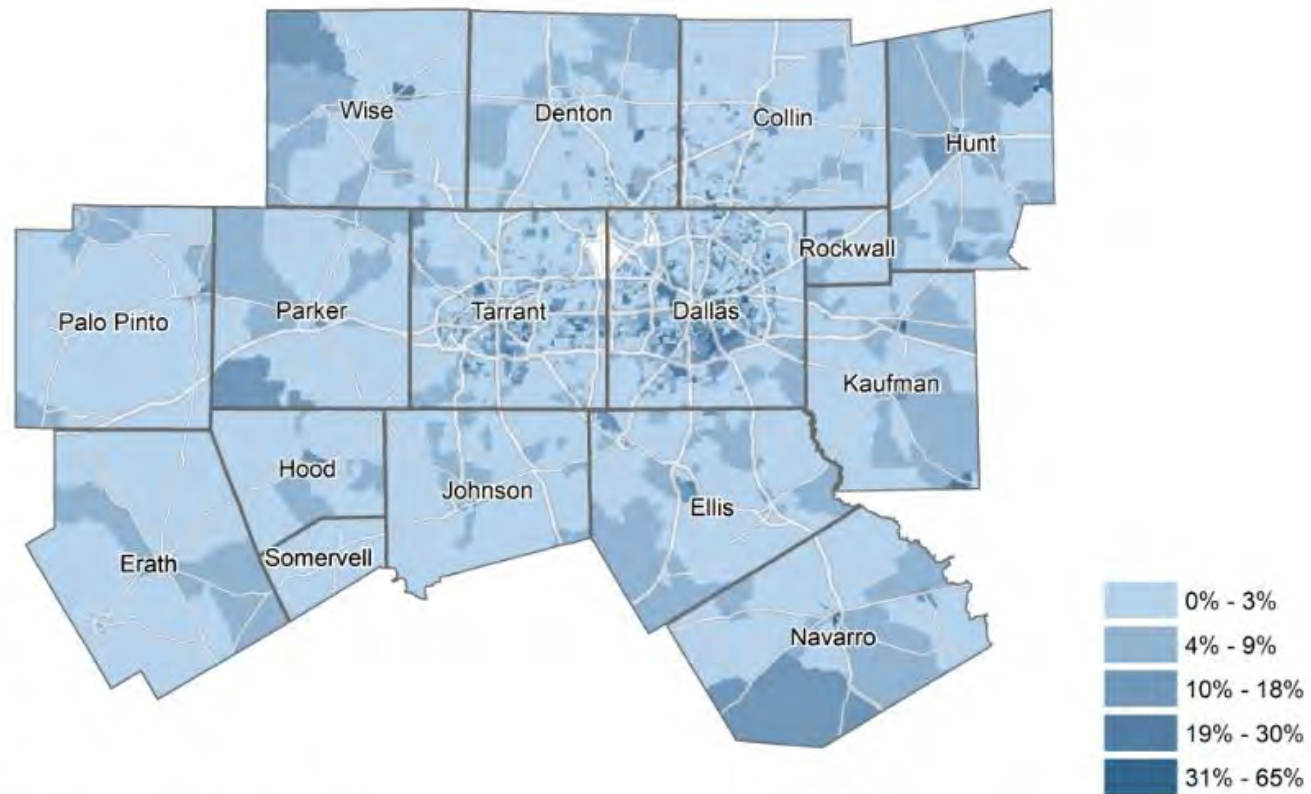 Wise
Denton
Collin
Hunt
Palo Pinto
Parker
Tarrant
Dallas
Rockwall
Kaufman
Erath
Hood
Somervell
Johnson
Ellis
Navarro
0% - 3%
4% - 9%
10% - 18%
19% - 30%
31% - 65%